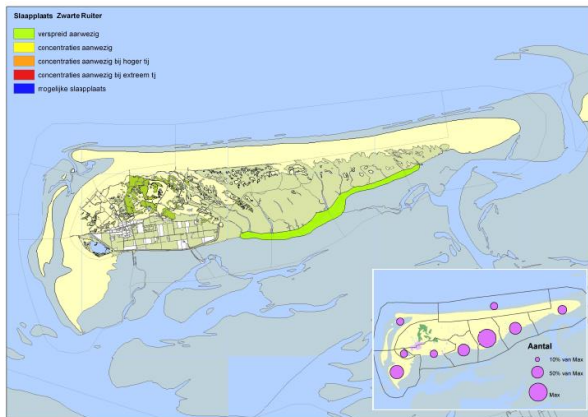 Slaapplaats Zwarte Ruiter
verspreid aanwezig
concentraties aanwezig
concentraties aanwezig bij hoger tij
concentraties aanwezig bij extreem tij
mogelijke slaapplaats
Aantal
10% van Max
50% van Max
Max